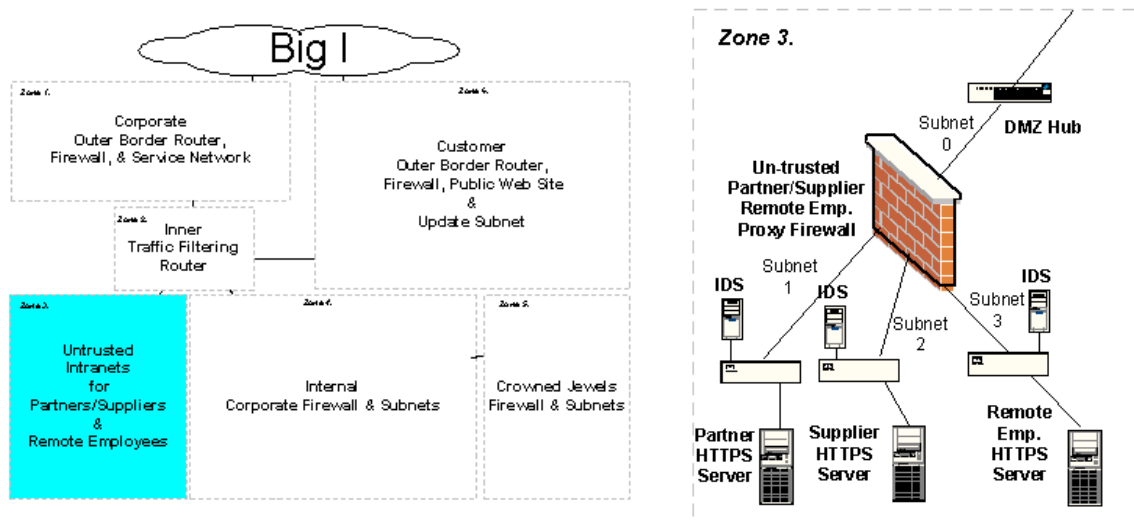 Big I
Zone 1.
Corporate
Outer Border Router,
Firewall, & Service Network
Zone 6.
Customer
Outer Border Router,
Firewall, Public Web Site
&
Update Subnet
Zone 2.
Inner
Traffic Filtering
Router
Zone 3.
Untrusted
Intranets
for
Partners/Suppliers
&
Remote Employees
Zone 4.
Internal
Corporate Firewall & Subnets
Zone 5.
Crowned Jewels
Firewall & Subnets
Zone 3.
Subnet
0
DMZ Hub
Un-trusted
Partner/Supplier
Remote Emp.
Proxy Firewall
Subnet
1
IDS
IDS
Subnet
2
Subnet
3
IDS
Partner
HTTPS
Server
Supplier
HTTPS
Server
Remote
Emp.
HTTPS
Server